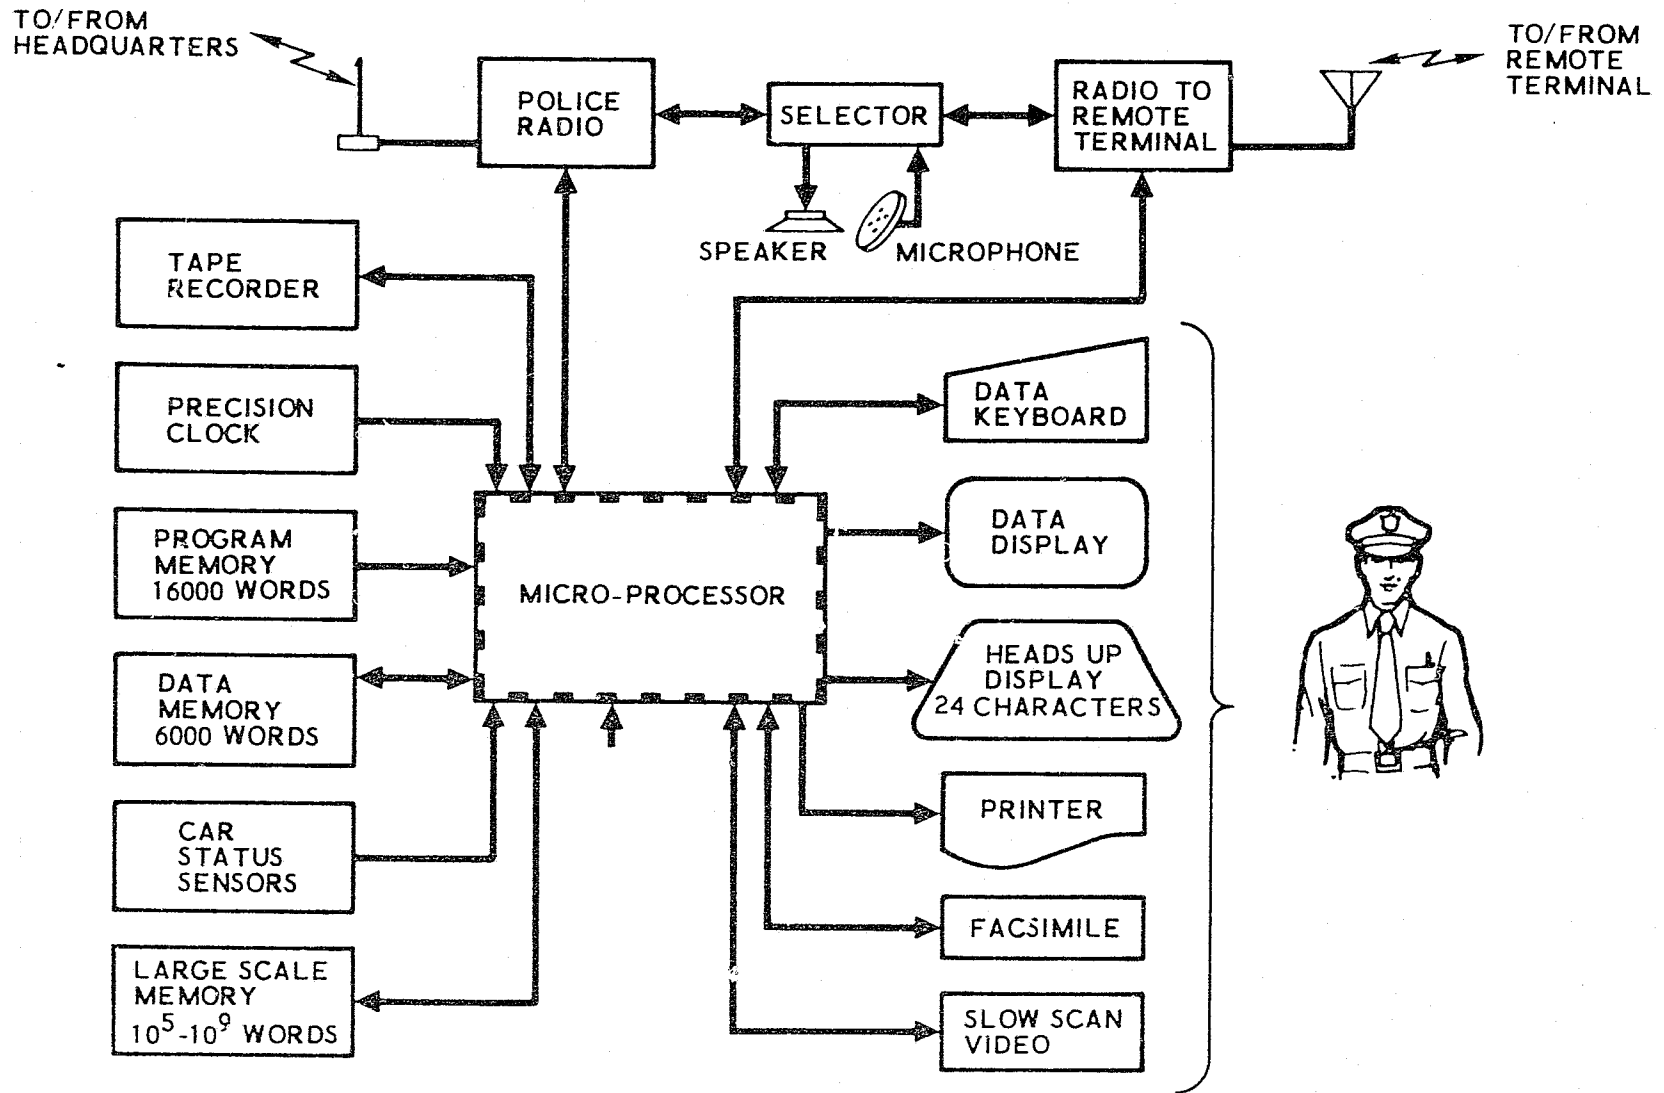 TO/FROM
HEADQUARTERS
POLICE
RADIO
SELECTOR
RADIO TO
REMOTE
TERMINAL
TO/FROM
REMOTE
TERMINAL
SPEAKER
MICROPHONE
TAPE
RECORDER
PRECISION
CLOCK
PROGRAM
MEMORY
16000 WORDS
DATA
MEMORY
6000 WORDS
CAR
STATUS
SENSORS
LARGE SCALE
MEMORY
10⁵-10⁹ WORDS
MICRO-PROCESSOR
DATA
KEYBOARD
DATA
DISPLAY
HEADS UP
DISPLAY
24 CHARACTERS
PRINTER
FACSIMILE
SLOW SCAN
VIDEO